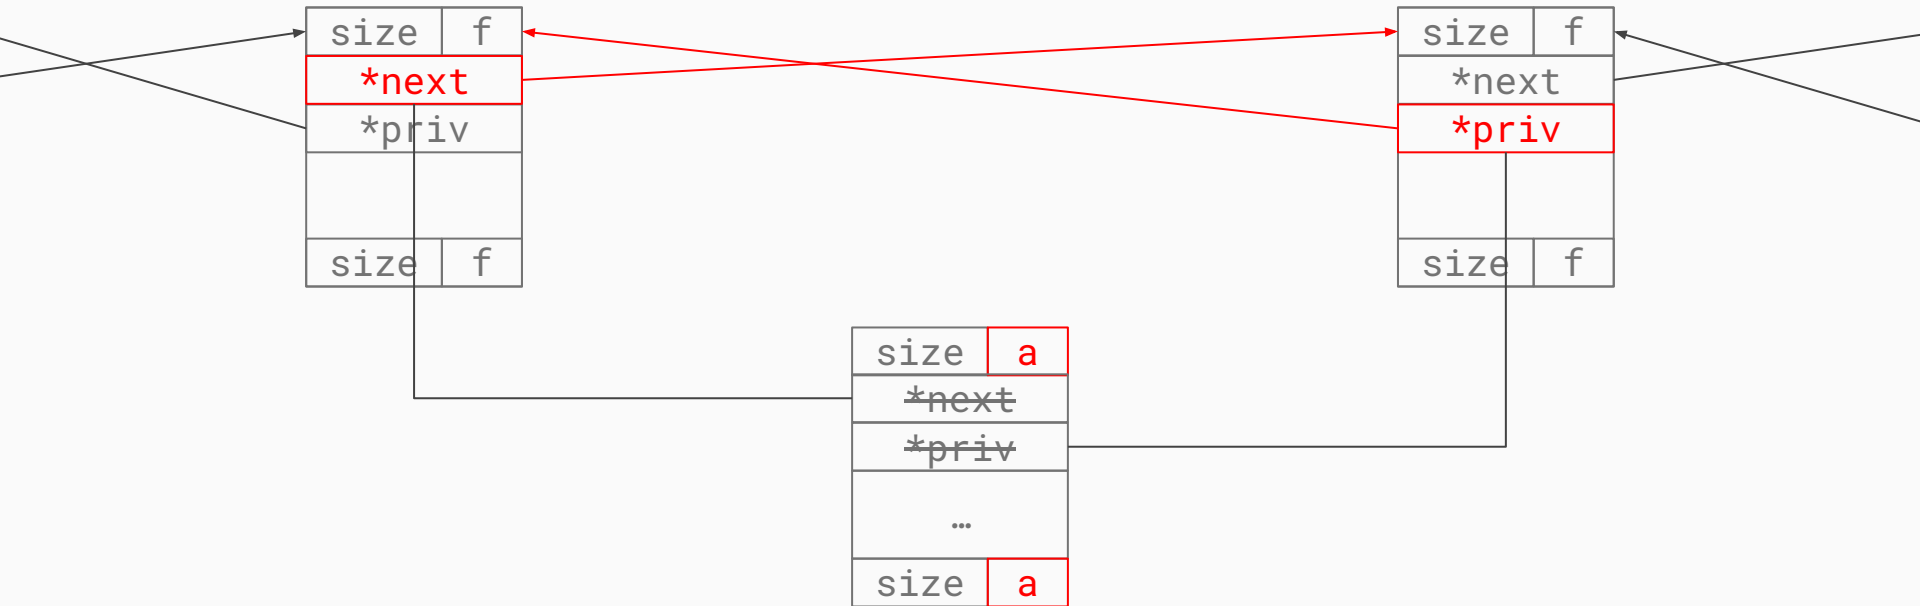 size f
*next
*priv
size f
size f
*next
*priv
size f
size a
*next
*priv
...
size a